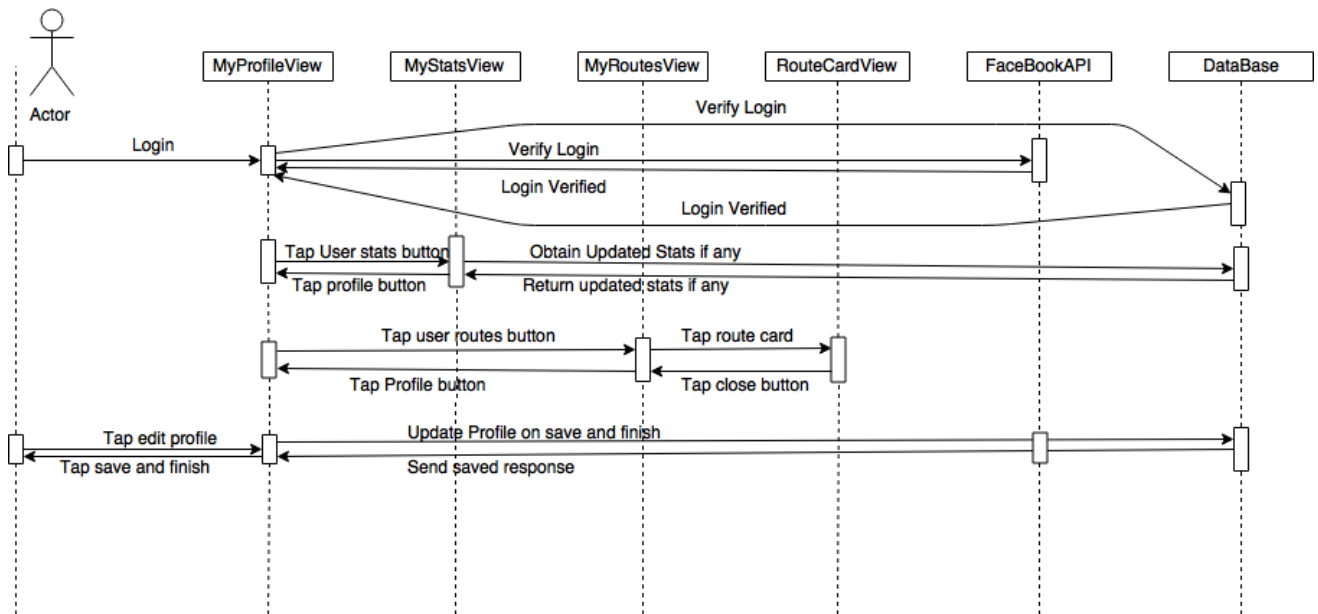 MyProfileView
MyStatsView
MyRoutesView
RouteCardView
FaceBookAPI
DataBase
Actor
Verify Login
Login
Verify Login
Login Verified
Login Verified
Tap User stats button
Obtain Updated Stats if any
Tap profile button
Return updated stats if any
Tap user routes button
Tap route card
Tap Profile button
Tap close button
Tap edit profile
Update Profile on save and finish
Tap save and finish
Send saved response